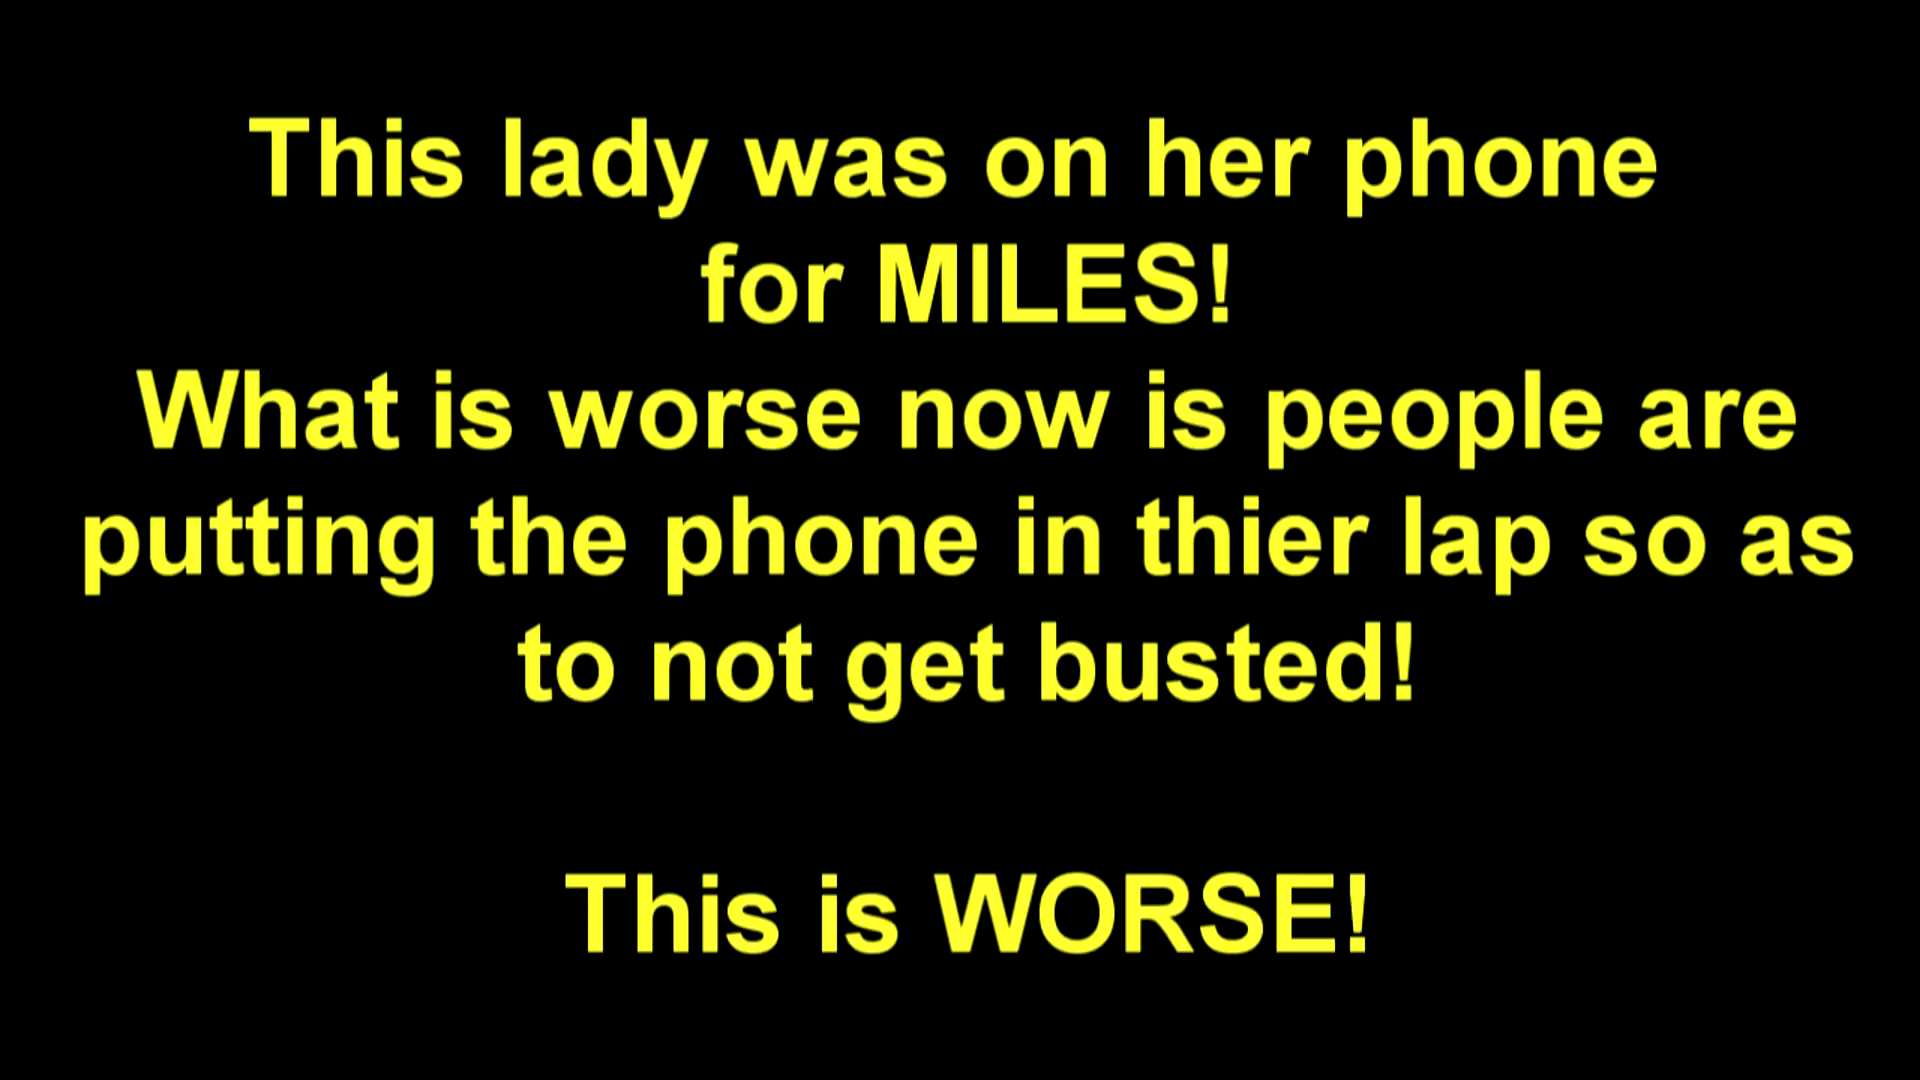 This lady was on her phone
for MILES!
What is worse now is people are
putting the phone in thier lap so as
to not get busted!
This is WORSE!